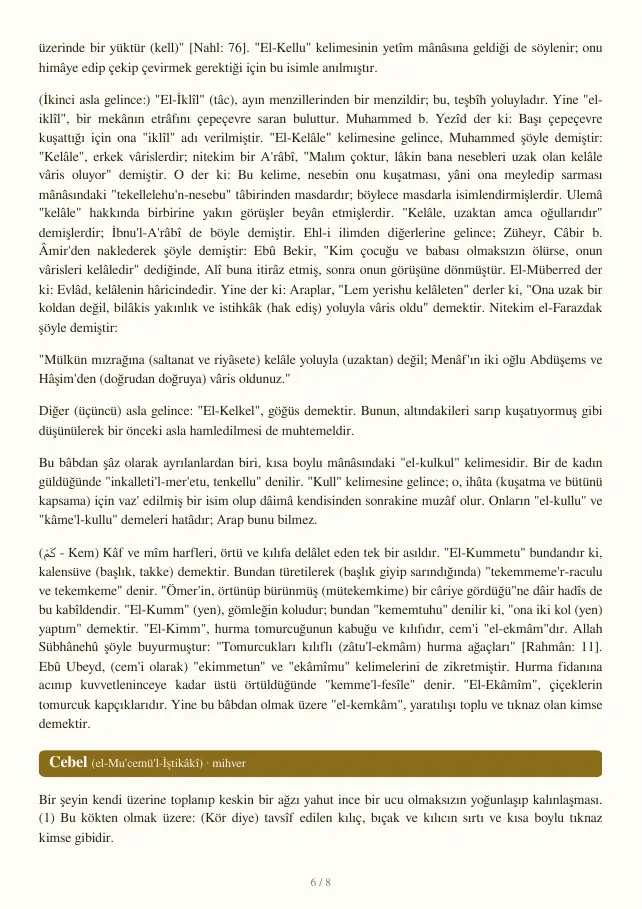 üzerinde bir yüktür (kell)" [Nahl: 76]. "El-Kellu" kelimesinin yetîm mânâsına geldiği de söylenir; onu
himâye edip çekip çevirmek gerektiği için bu isimle anılmıştır.
(İkinci asla gelince:) "El-İklîl" (tâc), ayın menzillerinden bir menzildir; bu, teşbîh yoluyladır. Yine "el-
iklîl", bir mekânın etrâfını çepeçevre saran buluttur. Muhammed b. Yezîd der ki: Başı çepeçevre
kuşattığı için ona "iklîl" adı verilmiştir. "El-Kelâle" kelimesine gelince, Muhammed şöyle demiştir:
"Kelâle", erkek vârislerdir; nitekim bir A'râbî, "Malım çoktur, lâkin bana nesebleri uzak olan kelâle
vâris oluyor" demiştir. O der ki: Bu kelime, nesebin onu kuşatması, yâni ona meyledip sarması
mânâsındaki "tekellelehu'n-nesebu" tâbirinden masdardır; böylece masdarla isimlendirmişlerdir. Ulemâ
"kelâle" hakkında birbirine yakın görüşler beyân etmişlerdir. "Kelâle, uzaktan amca oğullarıdır"
demişlerdir; İbnu'l-A'râbî de böyle demiştir. Ehl-i ilimden diğerlerine gelince; Züheyr, Câbir b.
Âmir'den naklederek şöyle demiştir: Ebû Bekir, "Kim çocuğu ve babası olmaksızın ölürse, onun
vârisleri kelâledir" dediğinde, Alî buna itirâz etmiş, sonra onun görüşüne dönmüştür. El-Müberred der
ki: Evlâd, kelâlenin hâricindedir. Yine der ki: Araplar, "Lem yerishu kelâleten" derler ki, "Ona uzak bir
koldan değil, bilâkis yakınlık ve istihkâk (hak ediş) yoluyla vâris oldu" demektir. Nitekim el-Farazdak
şöyle demiştir:
"Mülkün mızrağına (saltanat ve riyâsete) kelâle yoluyla (uzaktan) değil; Menâf'ın iki oğlu Abdüşems ve
Hâşim'den (doğrudan doğruya) vâris oldunuz."
Diğer (üçüncü) asla gelince: "El-Kelkel", göğüs demektir. Bunun, altındakileri sarıp kuşatıyormuş gibi
düşünülerek bir önceki asla hamledilmesi de muhtemeldir.
Bu bâbdan şâz olarak ayrılanlardan biri, kısa boylu mânâsındaki "el-kulkul" kelimesidir. Bir de kadın
güldüğünde "inkalleti'l-mer'etu, tenkellu" denilir. "Kull" kelimesine gelince; o, ihâta (kuşatma ve bütünü
kapsama) için vaz' edilmiş bir isim olup dâimâ kendisinden sonrakine muzâf olur. Onların "el-kullu" ve
"kâme'l-kullu" demeleri hatâdır; Arap bunu bilmez.
(كَمّ - Kem) Kâf ve mîm harfleri, örtü ve kılıfa delâlet eden tek bir asıldır. "El-Kummetu" bundandır ki,
kalensüve (başlık, takke) demektir. Bundan türetilerek (başlık giyip sarındığında) "tekemmeme'r-raculu
ve tekemkeme" denir. "Ömer'in, örtünüp bürünmüş (mütekemkime) bir câriye gördüğü"ne dâir hadîs de
bu kabîldendir. "El-Kumm" (yen), gömleğin koludur; bundan "kememtuhu" denilir ki, "ona iki kol (yen)
yaptım" demektir. "El-Kimm", hurma tomurcuğunun kabuğu ve kılıfıdır, cem'i "el-ekmâm"dır. Allah
Sübhânehû şöyle buyurmuştur: "Tomurcukları kılıflı (zâtu'l-ekmâm) hurma ağaçları" [Rahmân: 11].
Ebû Ubeyd, (cem'i olarak) "ekimmetun" ve "ekâmîmu" kelimelerini de zikretmiştir. Hurma fidanına
acınıp kuvvetleninceye kadar üstü örtüldüğünde "kemme'l-fesîle" denir. "El-Ekâmîm", çiçeklerin
tomurcuk kapçıklarıdır. Yine bu bâbdan olmak üzere "el-kemkâm", yaratılışı toplu ve tıknaz olan kimse
demektir.
Cebel (el-Mu'cemü'l-İştikâkî) · mihver
Bir şeyin kendi üzerine toplanıp keskin bir ağzı yahut ince bir ucu olmaksızın yoğunlaşıp kalınlaşması.
(1) Bu kökten olmak üzere: (Kör diye) tavsîf edilen kılıç, bıçak ve kılıcın sırtı ve kısa boylu tıknaz
kimse gibidir.
6 / 8